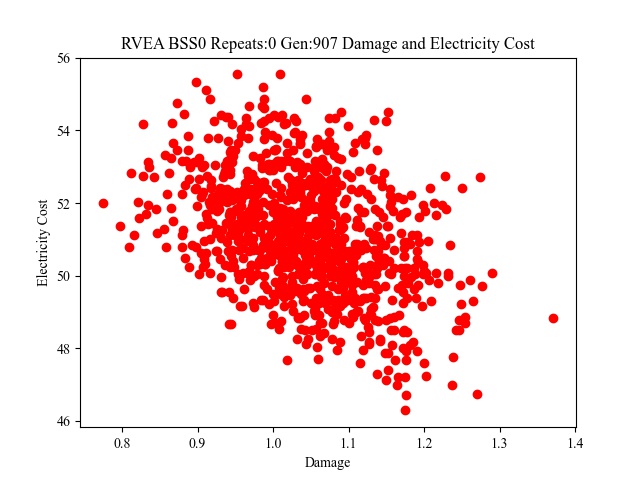 RVEA BSS0 Repeats:0 Gen:907 Damage and Electricity Cost
56
54
52
50
48
46
Electricity Cost
0.8 0.9 1.0 1.1 1.2 1.3 1.4
Damage